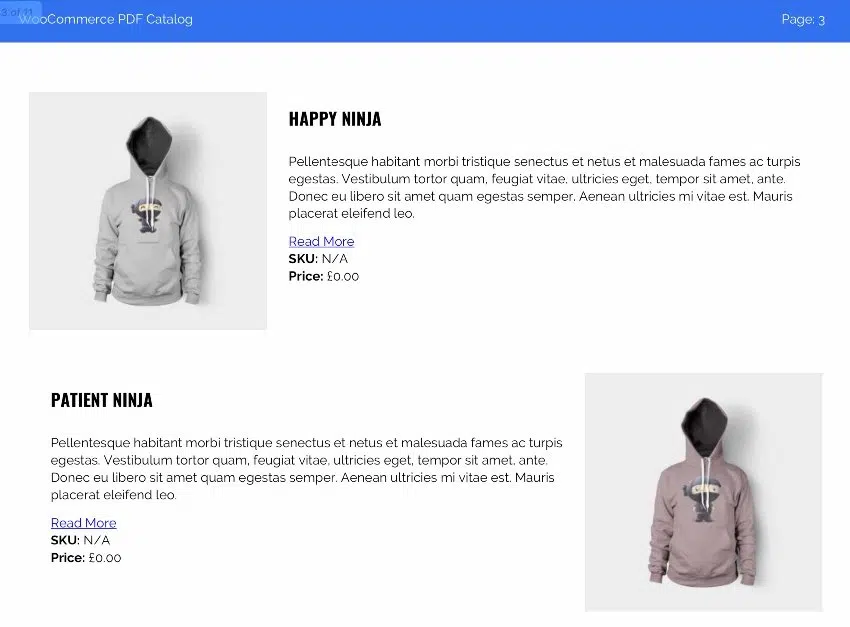 3 of 11
WooCommerce PDF Catalog
Page: 3
HAPPY NINJA
Pellentesque habitant morbi tristique senectus et netus et malesuada fames ac turpis
egestas. Vestibulum tortor quam, feugiat vitae, ultricies eget, tempor sit amet, ante.
Donec eu libero sit amet quam egestas semper. Aenean ultricies mi vitae est. Mauris
placerat eleifend leo.
Read More
SKU: N/A
Price: £0.00
PATIENT NINJA
Pellentesque habitant morbi tristique senectus et netus et malesuada fames ac turpis
egestas. Vestibulum tortor quam, feugiat vitae, ultricies eget, tempor sit amet, ante.
Donec eu libero sit amet quam egestas semper. Aenean ultricies mi vitae est. Mauris
placerat eleifend leo.
Read More
SKU: N/A
Price: £0.00